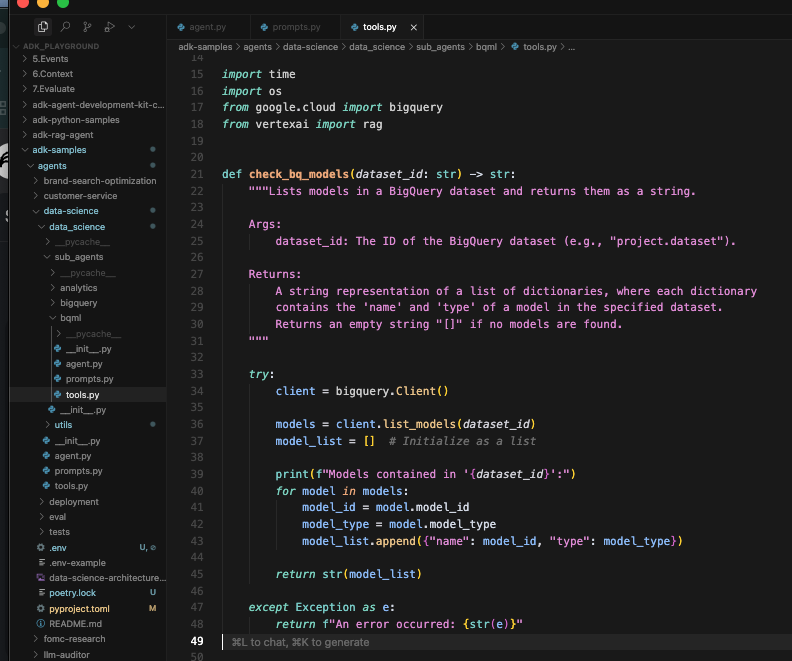 agent.py
prompts.py
tools.py ×
adk-samples > agents > data-science > data_science > sub_agents > bqml > tools.py > ...
ADK_PLAYGROUND
5.Events
6.Context
7.Evaluate
adk-agent-development-kit-c...
adk-python-samples
adk-rag-agent
adk-samples
agents
brand-search-optimization
customer-service
data-science
data_science
__pycache__
sub_agents
__pycache__
analytics
bigquery
bqml
__pycache__
__init__.py
agent.py
prompts.py
tools.py
__init__.py
utils
__init__.py
agent.py
prompts.py
tools.py
deployment
eval
tests
.env U,
.env-example
data-science-architecture...
poetry.lock U
pyproject.toml M
README.md
fomc-research
llm-auditor
14
15 import time
16 import os
17 from google.cloud import bigquery
18 from vertexai import rag
19
20
21 def check_bq_models(dataset_id: str) -> str:
22 """Lists models in a BigQuery dataset and returns them as a string.
23
24 Args:
25 dataset_id: The ID of the BigQuery dataset (e.g., "project.dataset").
26
27 Returns:
28 A string representation of a list of dictionaries, where each dictionary
29 contains the 'name' and 'type' of a model in the specified dataset.
30 Returns an empty string "[]" if no models are found.
31 """
32
33 try:
34 client = bigquery.Client()
35
36 models = client.list_models(dataset_id)
37 model_list = [] # Initialize as a list
38
39 print(f"Models contained in '{dataset_id}':")
40 for model in models:
41 model_id = model.model_id
42 model_type = model.model_type
43 model_list.append({"name": model_id, "type": model_type})
44
45 return str(model_list)
46
47 except Exception as e:
48 return f"An error occurred: {str(e)}"
49 ⌘L to chat, ⌘K to generate
50